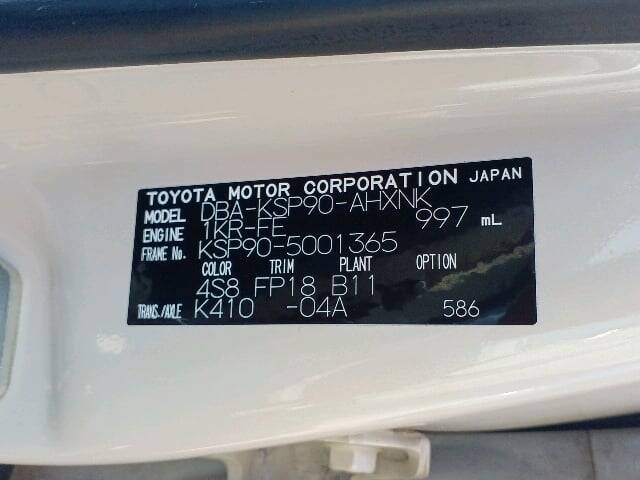 TOYOTA MOTOR CORPORATION JAPAN
MODEL DBA-KSP90-AHXNK
ENGINE 1KR-FE 997 mL
FRAME No. KSP90-5001365
COLOR TRIM PLANT OPTION
4S8 FP18 B11
TRANS./AXLE K410 -04A 586